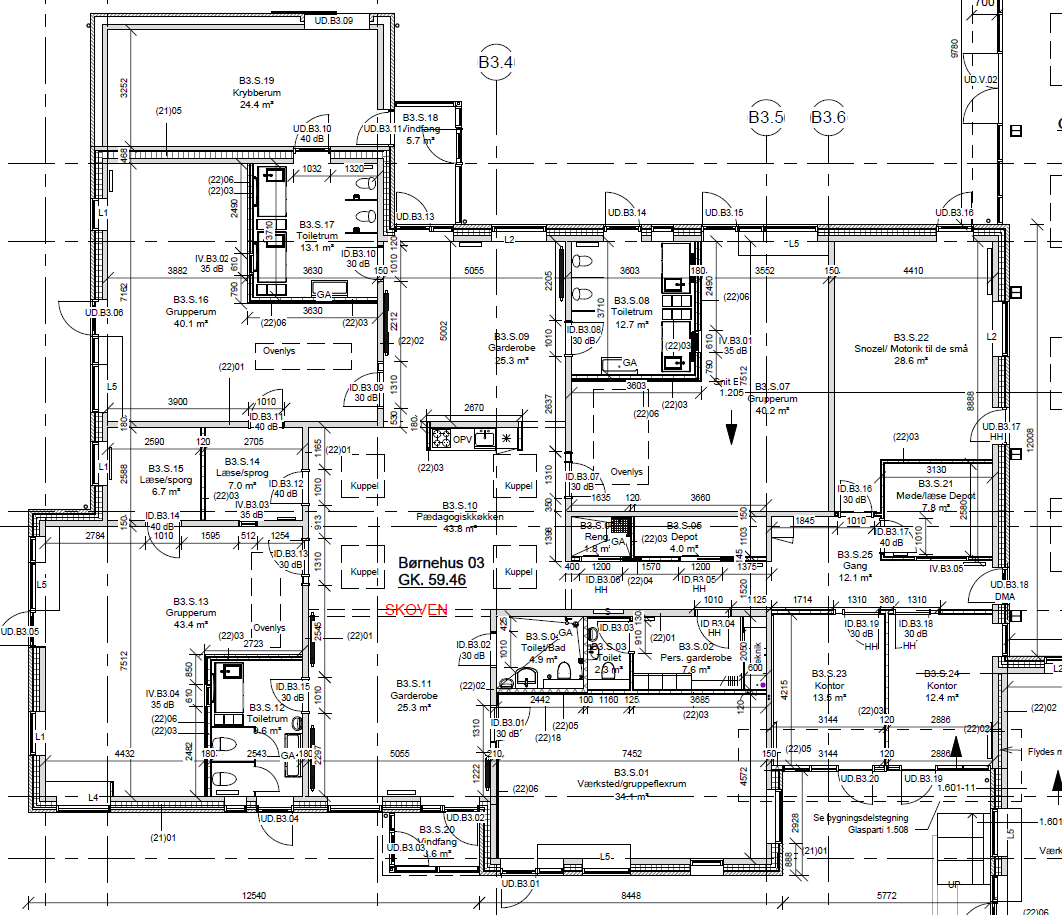 700
UD.B3.09
B3.4
9780
B3.S.19
Krybberum
24.4 m²
3252
UD.V.02
(21)05
B3.S.18
Vindfang
5.7 m²
UD.B3.10
40 dB
UD.B3.11
B3.5
B3.6
468
1032
1320
(22)06
(22)03
2490
3710
B3.S.17
Toiletrum
13.1 m²
UD.B3.13
UD.B3.14
UD.B3.15
UD.B3.16
L1
L2
L5
IV.B3.02
35 dB
610
ID.B3.10
30 dB
120
1010
3882
3630
150
5055
2205
3603
180
3552
150
4410
7162
790
GA
B3.S.16
Grupperum
40.1 m²
UD.B3.06
3630
(22)06
(22)03
2212
(22)02
5002
B3.S.09
Garderobe
25.3 m²
1010
ID.B3.08
30 dB
3710
B3.S.08
Toiletrum
12.7 m²
2490
(22)06
(22)03
610
IV.B3.01
35 dB
790
7512
GA
B3.S.22
Snozel/ Motorik til de små
28.6 m²
L2
Ovenlys
(22)01
L5
1310
ID.B3.09
30 dB
3603
(22)06
(22)03
1.205
B3.S.07
Grupperum
40.2 m²
8888
12008
3900
1010
ID.B3.11
40 dB
530
180
2670
2637
180
2590
120
2705
1165
(22)01
OPV
(22)03
UD.B3.17
HH
(22)03
L1
2588
B3.S.15
Læse/sporg
6.7 m²
B3.S.14
Læse/sprog
7.0 m²
(22)03
ID.B3.12
40 dB
1010
Kuppel
Kuppel
1310
ID.B3.07
30 dB
Ovenlys
3130
B3.S.21
Møde/læse Depot
7.8 m²
2580
ID.B3.16
30 dB
IV.B3.03
35 dB
B3.S.10
Pædagogiskkøkken
43.8 m²
350
1635
120
3660
150
ID.B3.14
40 dB
150
2784
1010
1595
512
1254
913
1398
Reng.
1.8 m²
GA
(22)03
B3.S.06
Depot
4.0 m²
1103
1845
1010
ID.B3.17
40 dB
1010
ID.B3.13
30 dB
1310
Kuppel
Kuppel
Børnehus 03
GK. 59.46
145
B3.S.25
Gang
12.1 m²
IV.B3.05
400
1200
1570
1200
1375
ID.B3.06
HH
(22)04
ID.B3.05
HH
1520
UD.B3.18
DMA
L5
B3.S.13
Grupperum
43.4 m²
SKOVEN
S
1010
1125
1714
1310
360
1310
UD.B3.05
Ovenlys
(22)03
2723
2545
(22)01
425
Toilet/Bad
4.9 m²
GA
ID.B3.03
B3.S.03
Toilet
2.3 m²
130
910
(22)01
ID.B3.04
HH
B3.S.02
Pers. garderobe
7.6 m²
2050
Teknik
600
ID.B3.19
30 dB
HH
ID.B3.18
30 dB
HH
ID.B3.02
30 dB
1010
7512
850
IV.B3.04
35 dB
610
ID.B3.15
30 dB
1010
B3.S.11
Garderobe
25.3 m²
(22)02
4215
B3.S.23
Kontor
13.5 m²
B3.S.24
Kontor
12.4 m²
L2
(22)06
(22)03
B3.S.12
Toiletrum
9.6 m²
2442
100
1160
125
3685
(22)05
(22)18
(22)03
120
(22)03
(22)02
3144
120
2886
L1
1310
ID.B3.01
30 dB
4432
2482
180
2543
180
GA
2297
5055
210
7452
150
(22)05
3144
120
2886
Flydes m
1222
(22)06
B3.S.01
Værksted/gruppeflexrum
34.1 m²
4572
UD.B3.20
UD.B3.19
1.601-11
L4
UD.B3.04
(21)01
B3.S.20
Vindfang
3.6 m²
UD.B3.02
UD.B3.03
2928
Se bygningsdelstegning
Glasparti 1.508
1.601
L5
L5
888
(21)01
Værk
UD.B3.01
UP
12540
8448
5772
(22)06